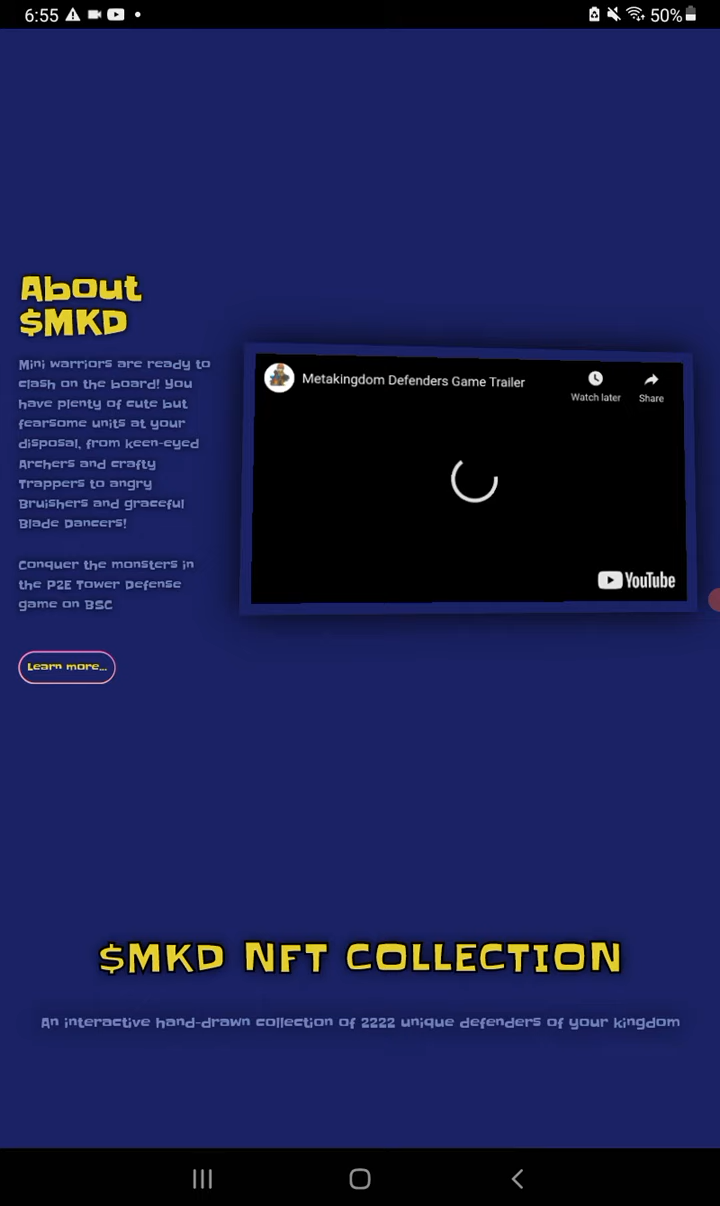 6:55
50%
About
$MKD
Mini warriors are ready to
clash on the board! You
have plenty of cute but
fearsome units at your
disposal, from keen-eyed
Archers and crafty
Trappers to angry
Bruishers and graceful
Blade Dancers!
Conquer the monsters in
the P2E Tower Defense
game on BSC
Learn more...
Metakingdom Defenders Game Trailer
Watch later
Share
YouTube
$MKD NFT COLLECTION
An interactive hand-drawn collection of 2222 unique defenders of your kingdom